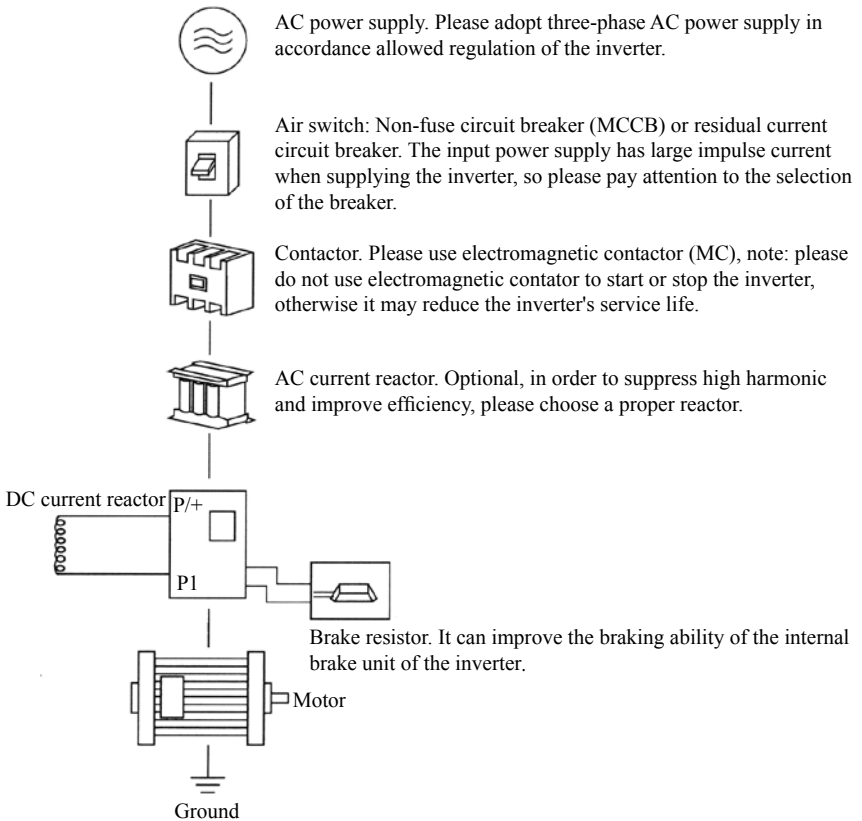 AC power supply. Please adopt three-phase AC power supply in
accordance allowed regulation of the inverter.
Air switch: Non-fuse circuit breaker (MCCB) or residual current
circuit breaker. The input power supply has large impulse current
when supplying the inverter, so please pay attention to the selection
of the breaker.
Contactor. Please use electromagnetic contactor (MC), note: please
do not use electromagnetic contator to start or stop the inverter,
otherwise it may reduce the inverter's service life.
AC current reactor. Optional, in order to suppress high harmonic
and improve efficiency, please choose a proper reactor.
DC current reactor
P/+
P1
Brake resistor. It can improve the braking ability of the internal
brake unit of the inverter.
Motor
Ground